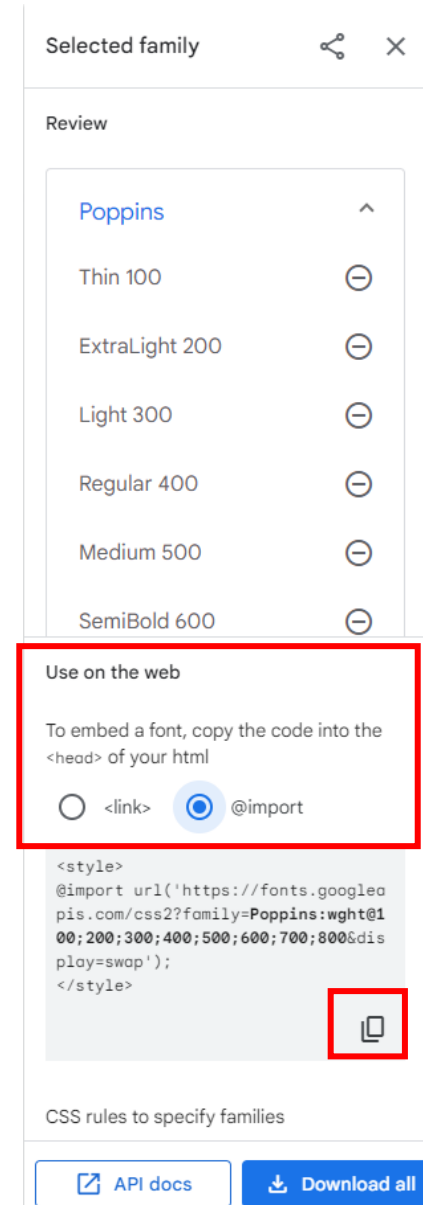 Selected family
Review
Poppins
Thin 100
ExtraLight 200
Light 300
Regular 400
Medium 500
SemiBold 600
Use on the web
To embed a font, copy the code into the
<head> of your html
<link> @import
<style>
@import url('https://fonts.googlea
pis.com/css2?family=Poppins:wght@1
00;200;300;400;500;600;700;800&dis
play=swap');
</style>
CSS rules to specify families
API docs Download all